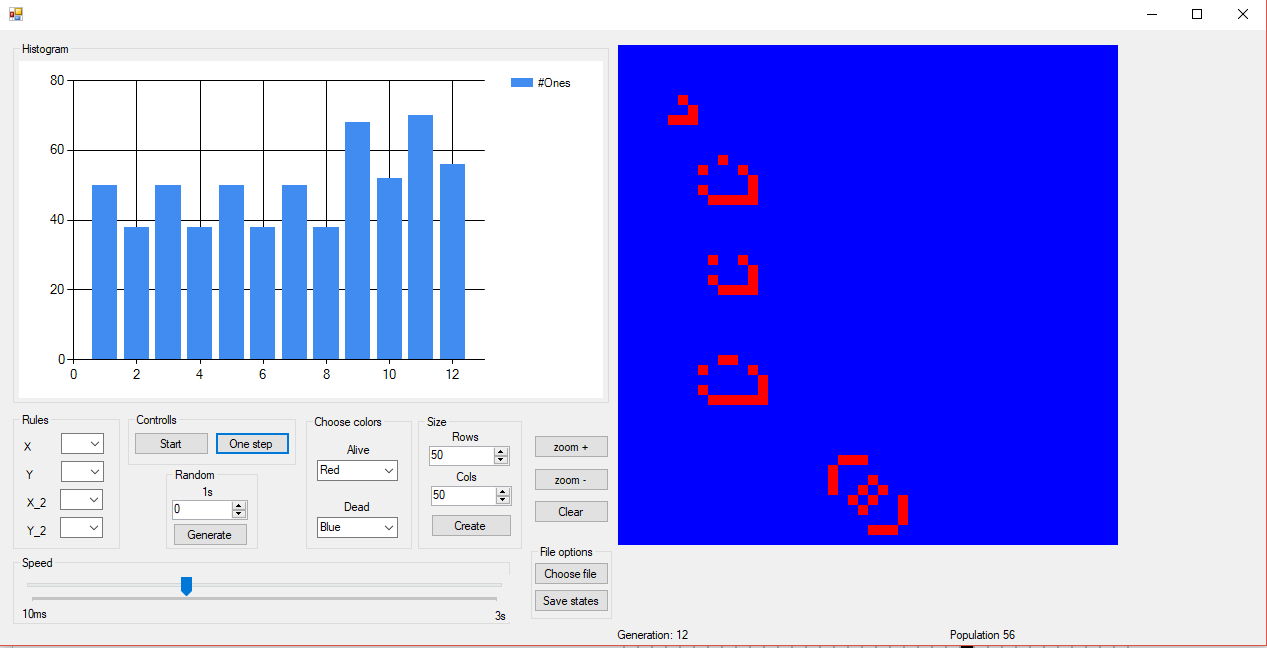 Histogram
80
60
40
20
0
0 2 4 6 8 10 12
#Ones
Rules
X
Y
X_2
Y_2
Controlls
Start One step
Random
1s
0
Generate
Choose colors
Alive
Red
Dead
Blue
Size
Rows
50
Cols
50
Create
zoom +
zoom -
Clear
File options
Choose file
Save states
Speed
10ms 3s
Generation: 12 Population 56